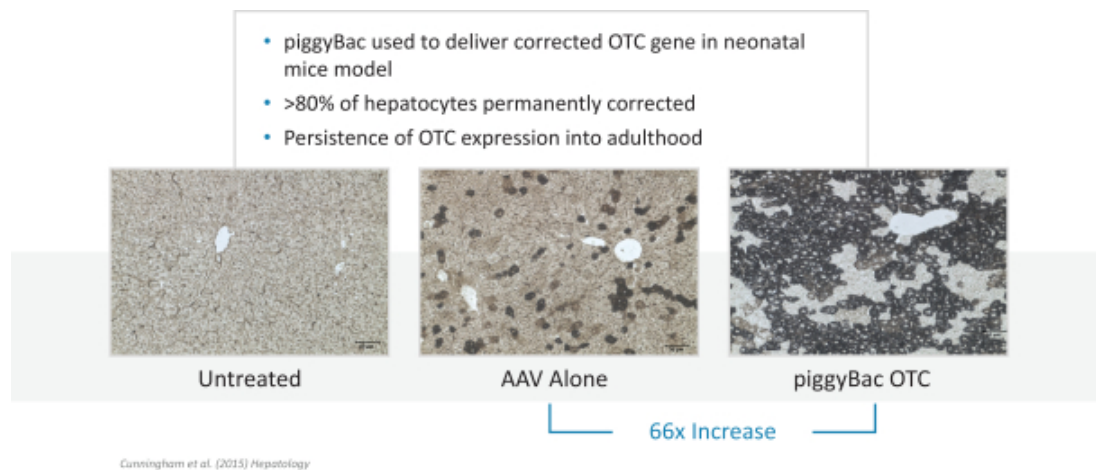 • piggyBac used to deliver corrected OTC gene in neonatal
mice model
• >80% of hepatocytes permanently corrected
• Persistence of OTC expression into adulthood
Untreated
AAV Alone
piggyBac OTC
66x Increase
Cunningham et al. (2015) Hepatology